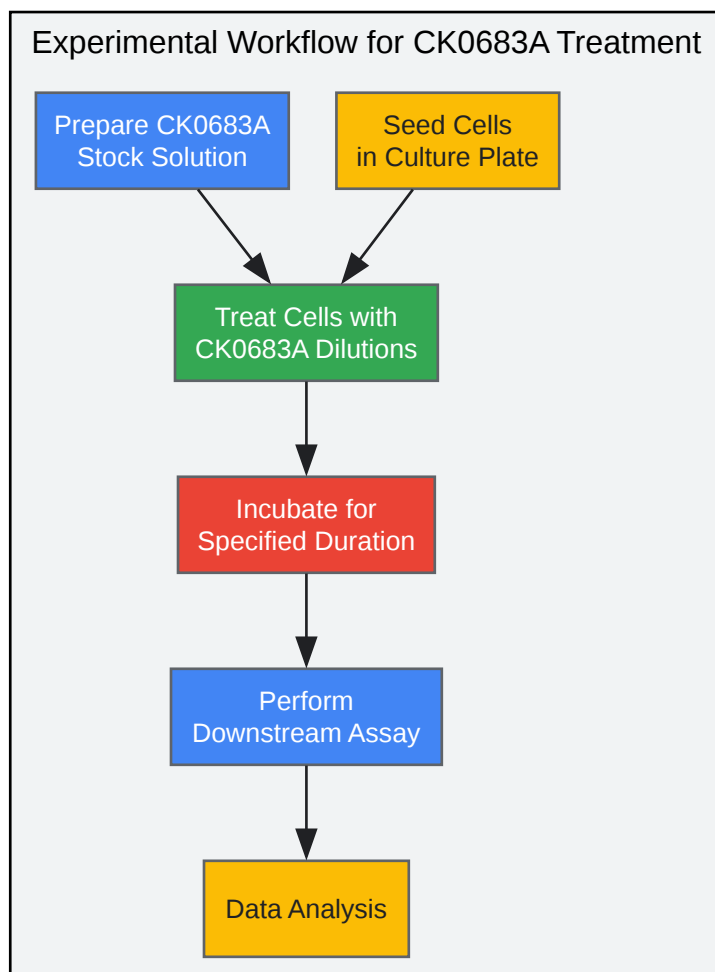 Experimental Workflow for CK0683A Treatment
Prepare CK0683A
Stock Solution
Seed Cells
in Culture Plate
Treat Cells with
CK0683A Dilutions
Incubate for
Specified Duration
Perform
Downstream Assay
Data Analysis